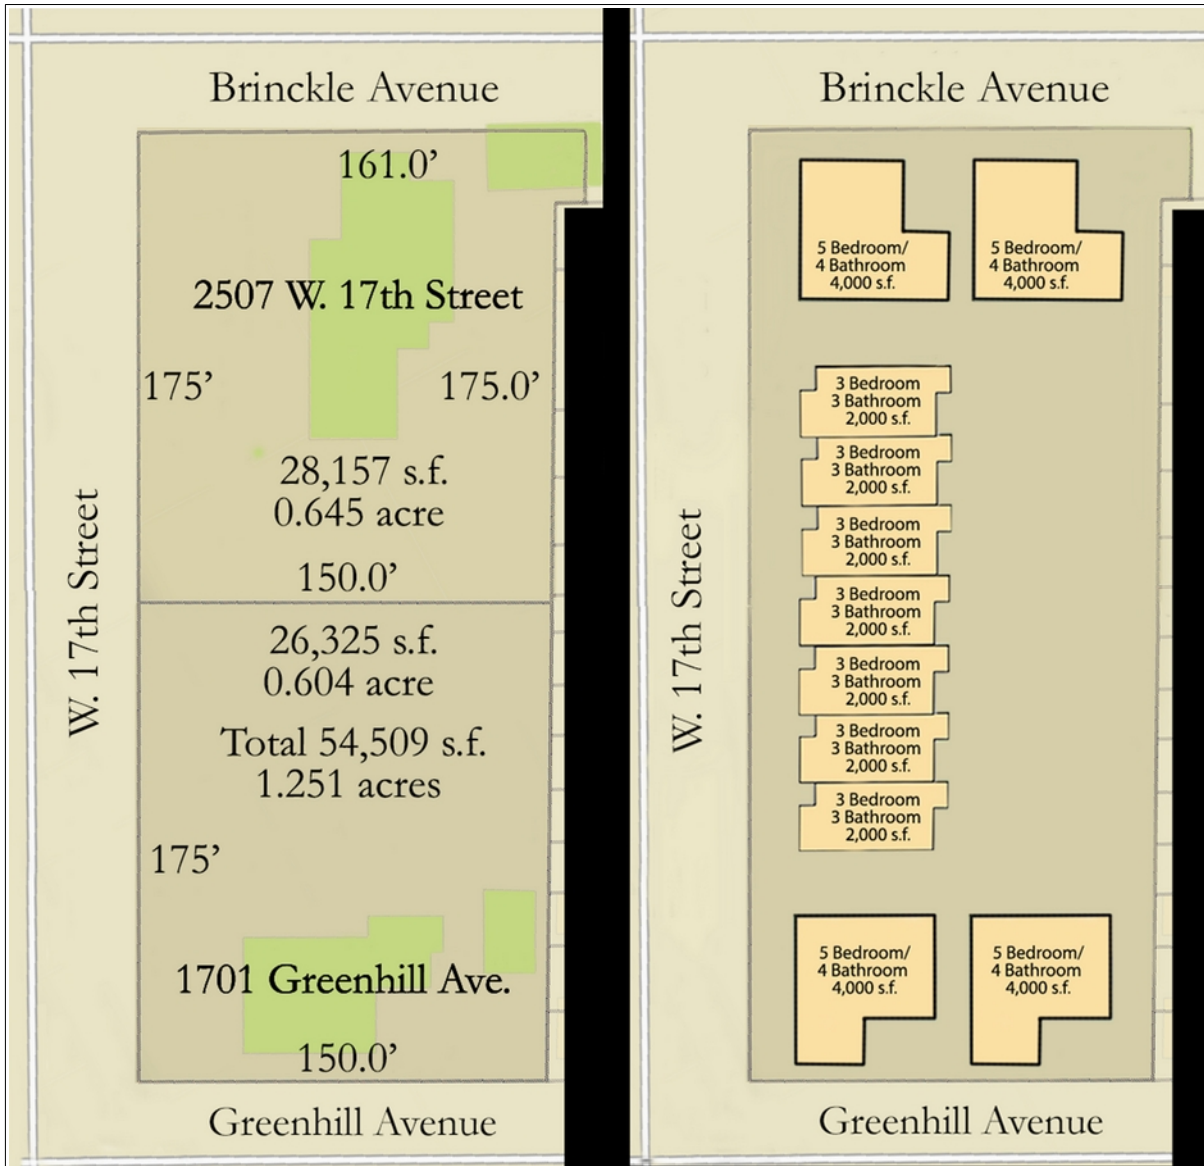 Brinckle Avenue
161.0’
2507 W. 17th Street
175’
175.0’
28,157 s.f.
0.645 acre
150.0’
W. 17th Street
26,325 s.f.
0.604 acre
Total 54,509 s.f.
1.251 acres
175’
1701 Greenhill Ave.
150.0’
Greenhill Avenue
Brinckle Avenue
5 Bedroom/
4 Bathroom
4,000 s.f.
5 Bedroom/
4 Bathroom
4,000 s.f.
3 Bedroom
3 Bathroom
2,000 s.f.
3 Bedroom
3 Bathroom
2,000 s.f.
3 Bedroom
3 Bathroom
2,000 s.f.
3 Bedroom
3 Bathroom
2,000 s.f.
3 Bedroom
3 Bathroom
2,000 s.f.
3 Bedroom
3 Bathroom
2,000 s.f.
3 Bedroom
3 Bathroom
2,000 s.f.
W. 17th Street
5 Bedroom/
4 Bathroom
4,000 s.f.
5 Bedroom/
4 Bathroom
4,000 s.f.
Greenhill Avenue